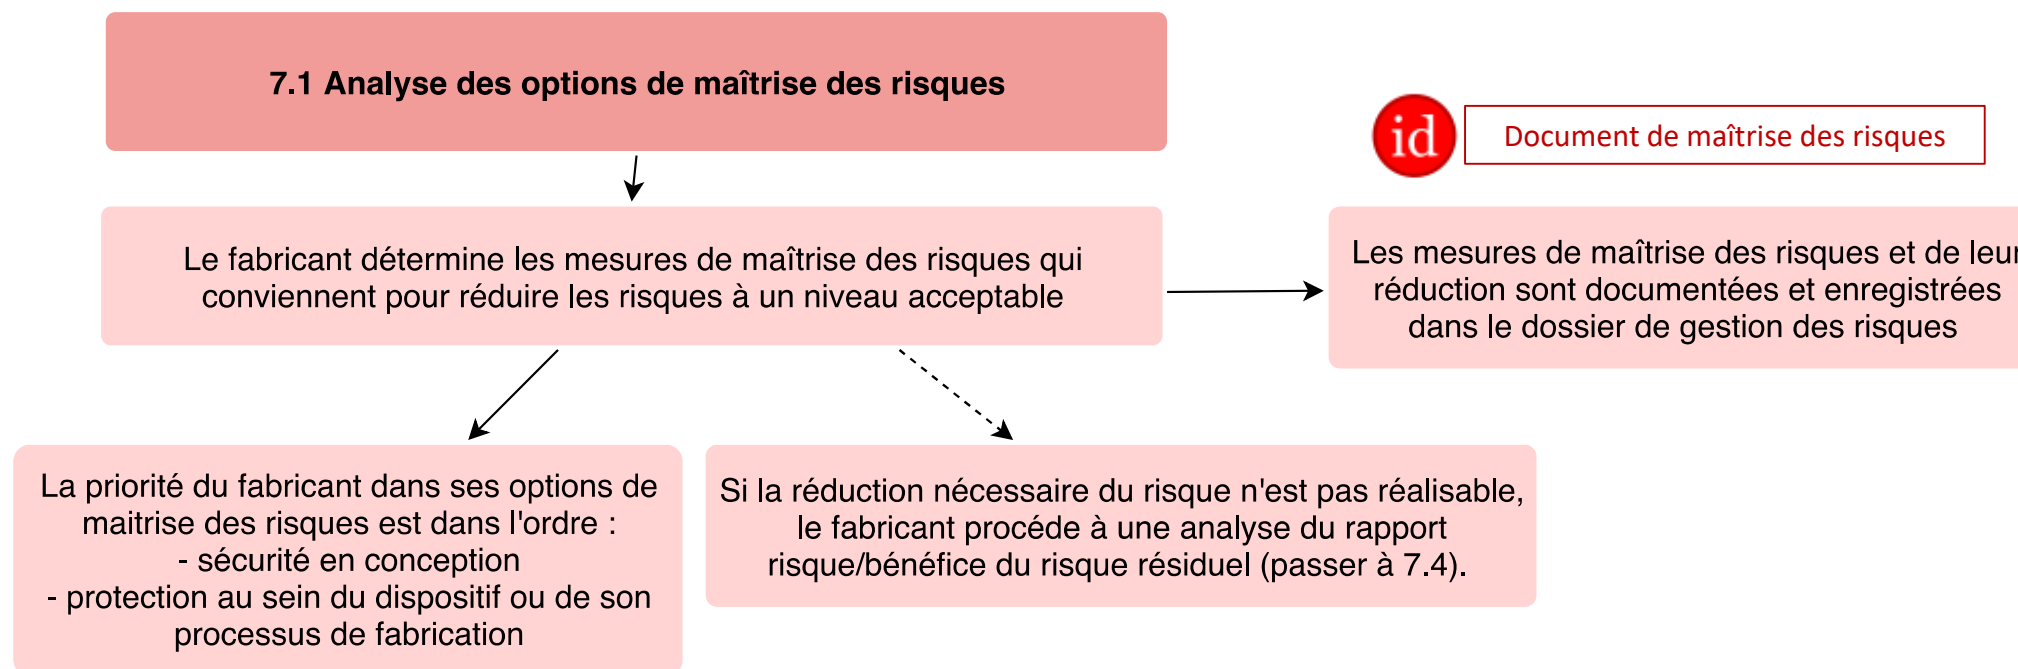 7.1 Analyse des options de maîtrise des risques
id
Document de maîtrise des risques
Le fabricant détermine les mesures de maîtrise des risques qui
conviennent pour réduire les risques à un niveau acceptable
Les mesures de maîtrise des risques et de leur
réduction sont documentées et enregistrées
dans le dossier de gestion des risques
La priorité du fabricant dans ses options de
maitrise des risques est dans l'ordre :
- sécurité en conception
- protection au sein du dispositif ou de son
processus de fabrication
Si la réduction nécessaire du risque n'est pas réalisable,
le fabricant procéde à une analyse du rapport
risque/bénéfice du risque résiduel (passer à 7.4).